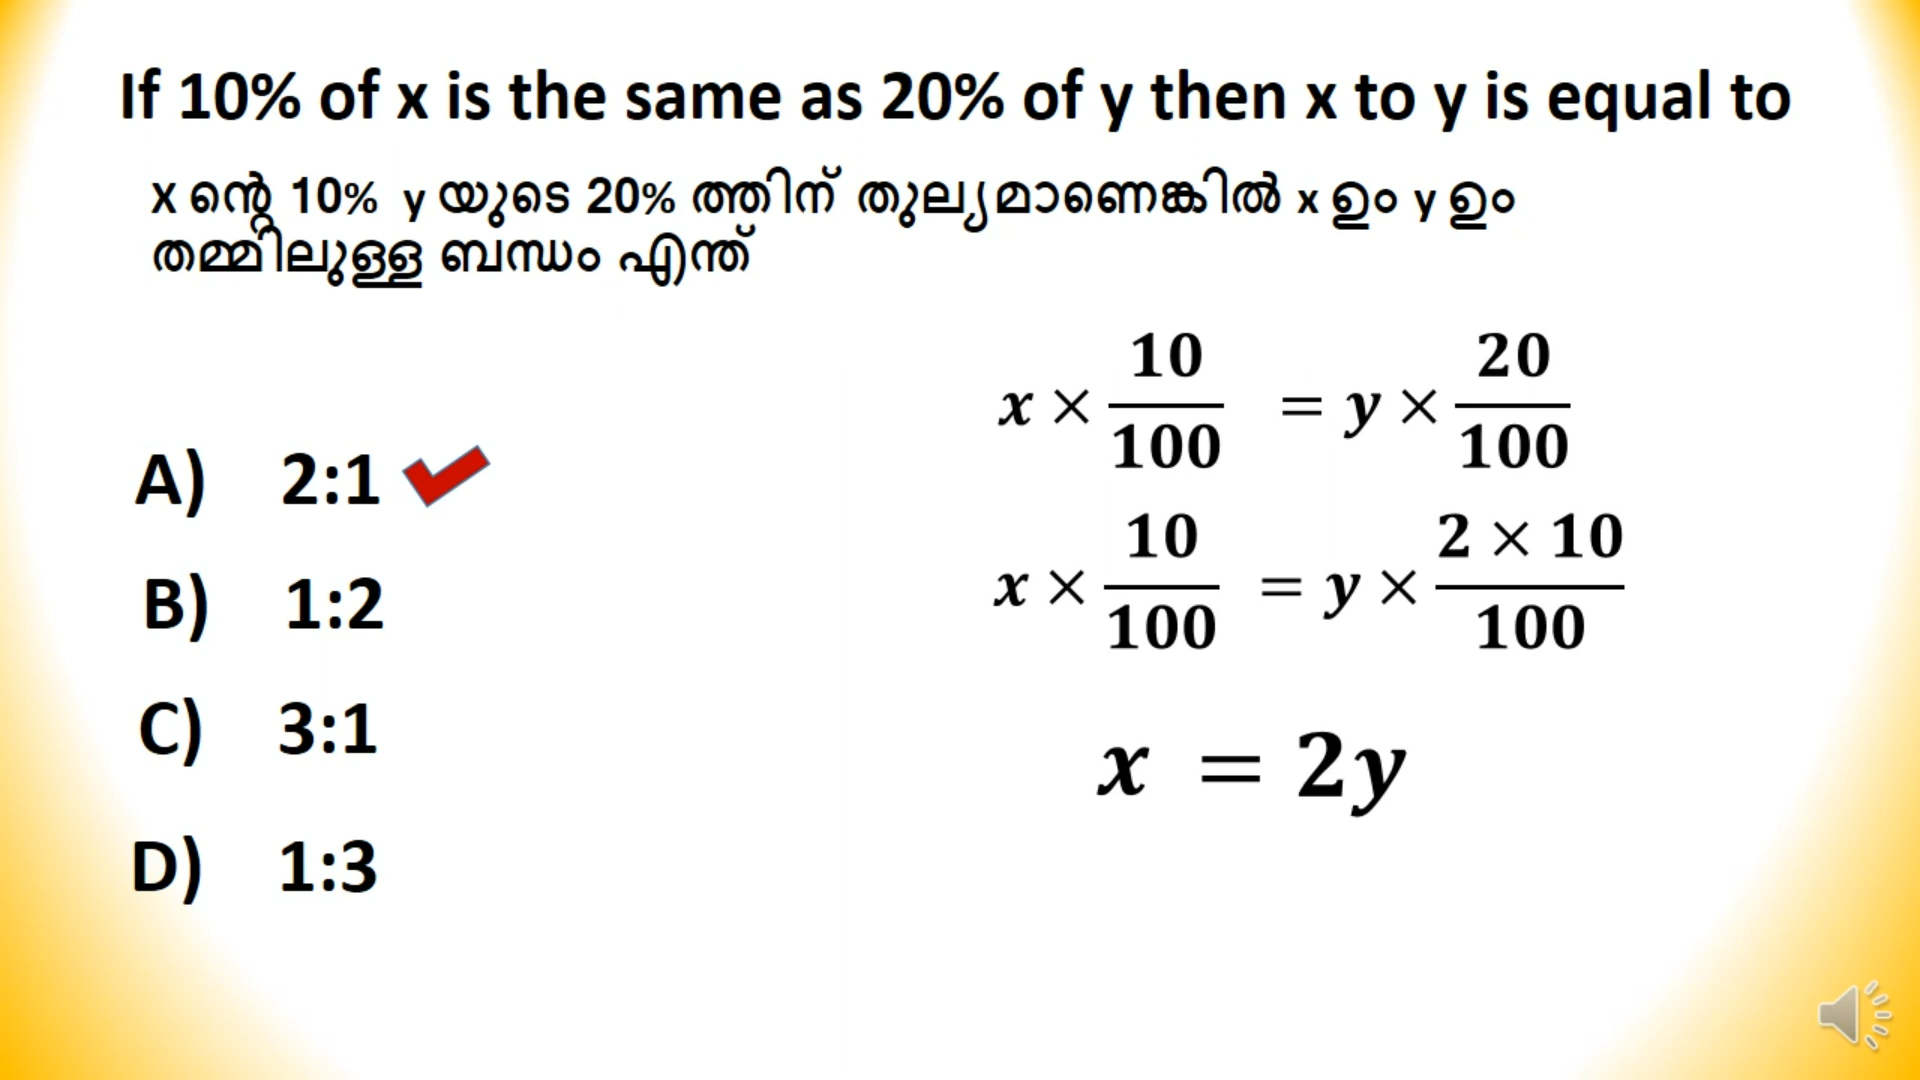 If 10% of x is the same as 20% of y then x to y is equal to
x ന്റെ 10% y യുടെ 20% ത്തിന് തുല്യമാണെങ്കിൽ x ഉം y ഉം
തമ്മിലുള്ള ബന്ധം എന്ത്
A) 2:1
B) 1:2
C) 3:1
D) 1:3
x × 10/100 = y × 20/100
x × 10/100 = y × 2 × 10/100
x = 2y